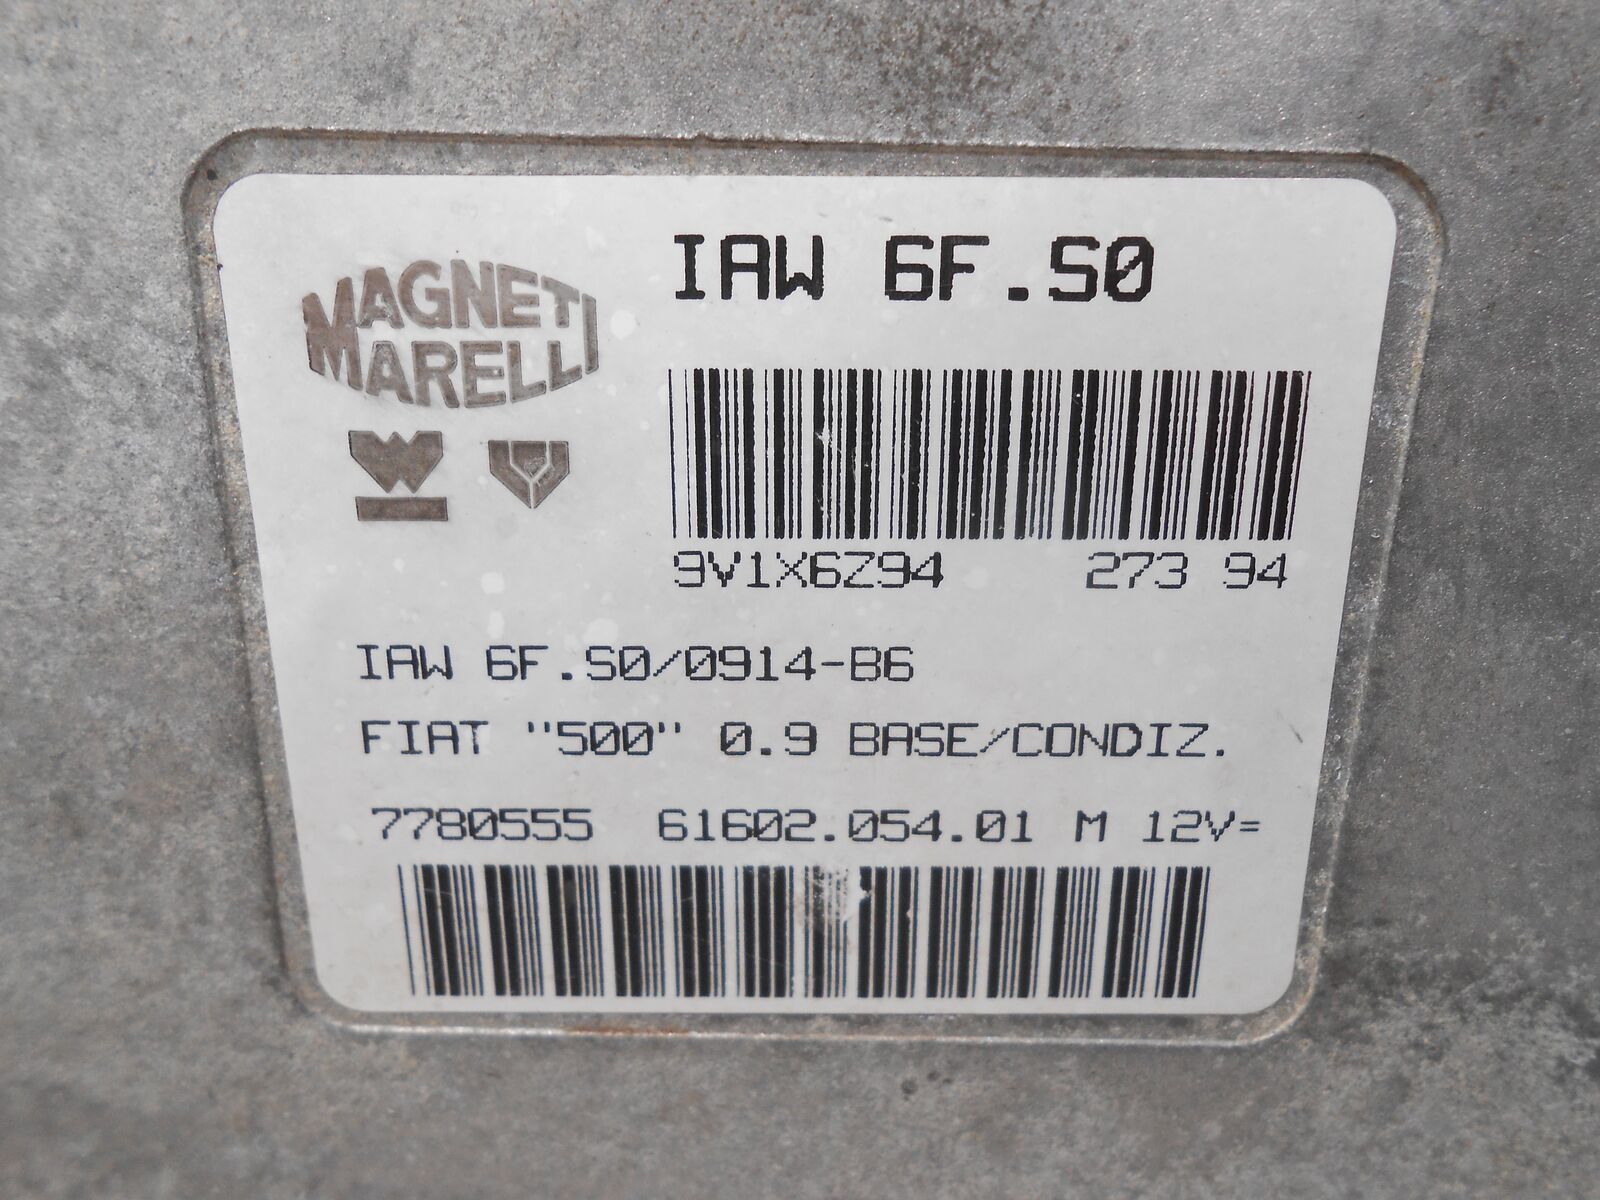 MAGNETI
MARELLI
IAW 6F.S0
9V1X6Z94 273 94
IAW 6F.S0/0914-B6
FIAT "500" 0.9 BASE/CONDIZ.
7780555 61602.054.01 M 12V=